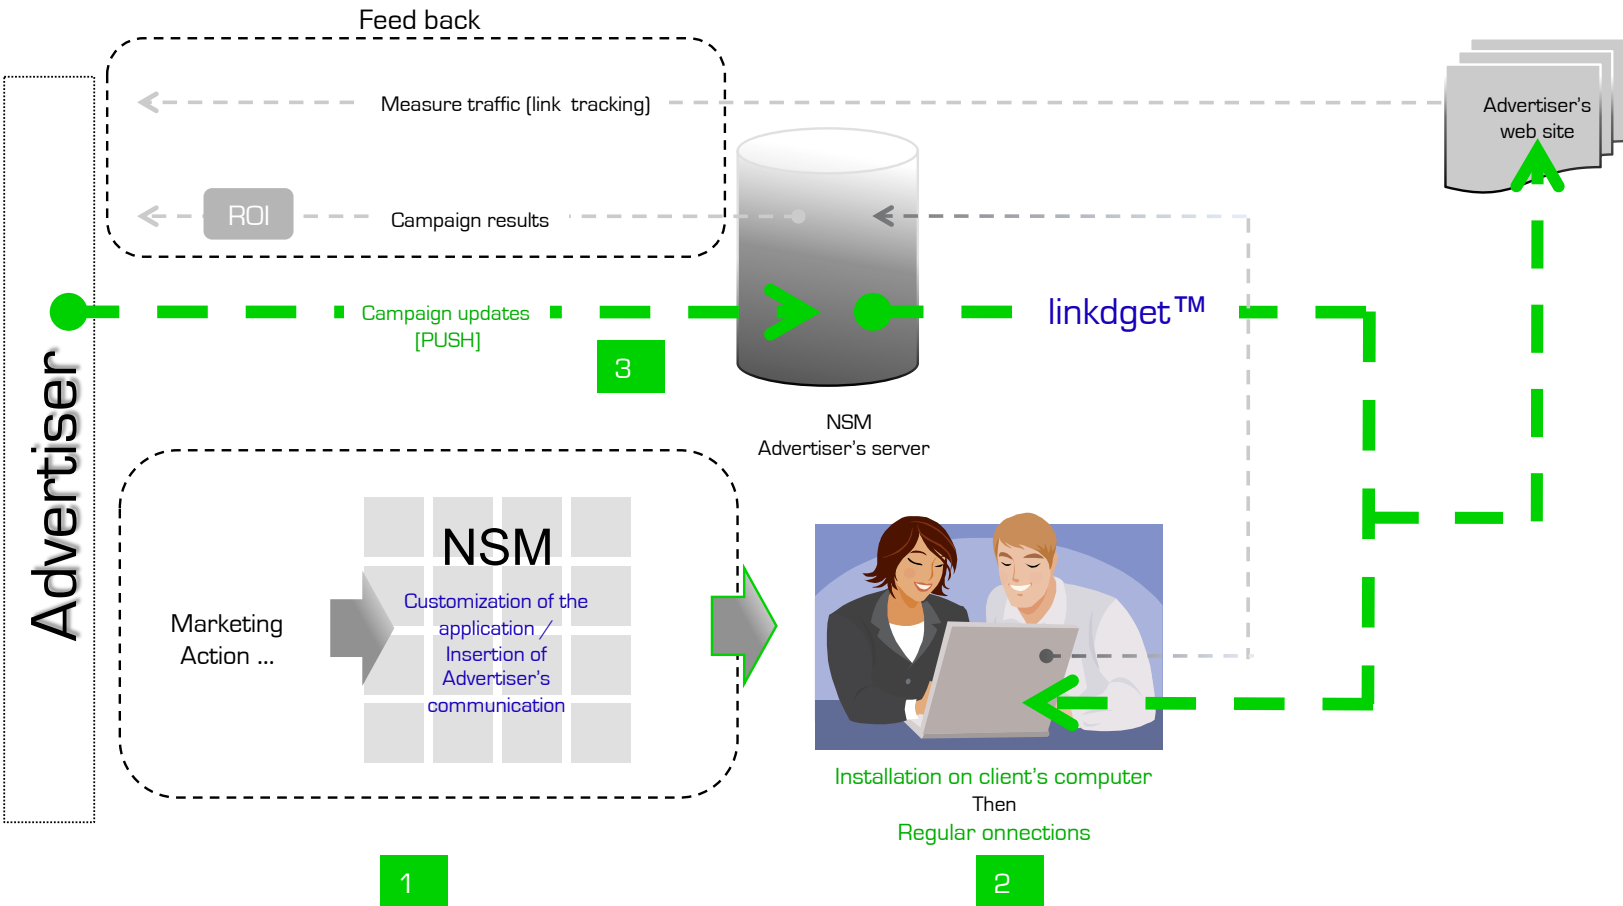 Feed back
Measure traffic (link tracking)
Advertiser's
web site
ROI
Campaign results
Campaign updates
[PUSH]
linkdget™
3
Advertiser
NSM
Advertiser's server
NSM
Customization of the
application /
Insertion of
Advertiser's
communication
Marketing
Action ...
Installation on client's computer
Then
Regular onnections
1
2